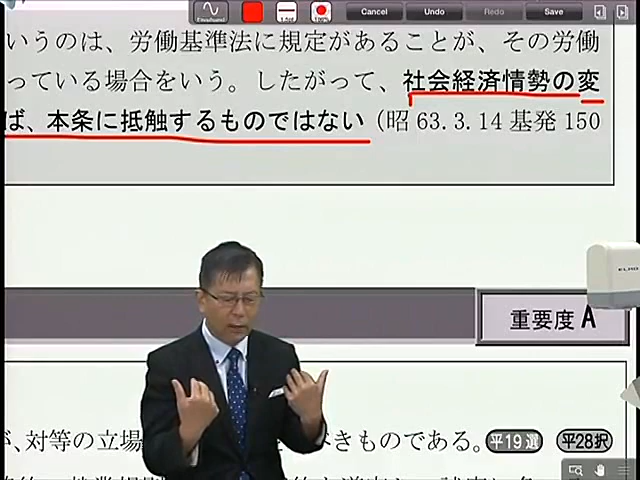 Cancel Undo Redo Save
いうのは、労働基準法に規定があることが、その労働
っている場合をいう。したがって、社会経済情勢の変
ば、本条に抵触するものではない（昭 63.3.14 基発 150
ELMO
重要度 A
、対等の立場
きものである。平19選 平28択